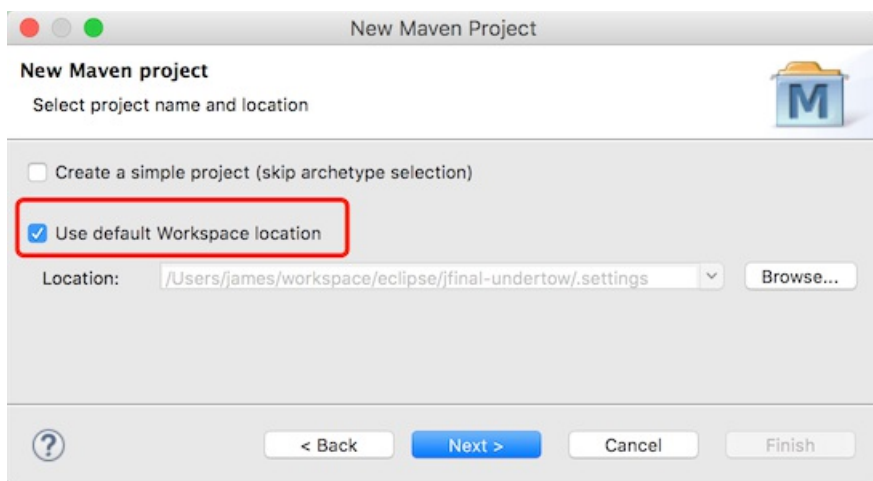 New Maven Project
New Maven project
Select project name and location
M
Create a simple project (skip archetype selection)
Use default Workspace location
Location: /Users/james/workspace/eclipse/jfinal-undertow/.settings Browse...
? < Back Next > Cancel Finish